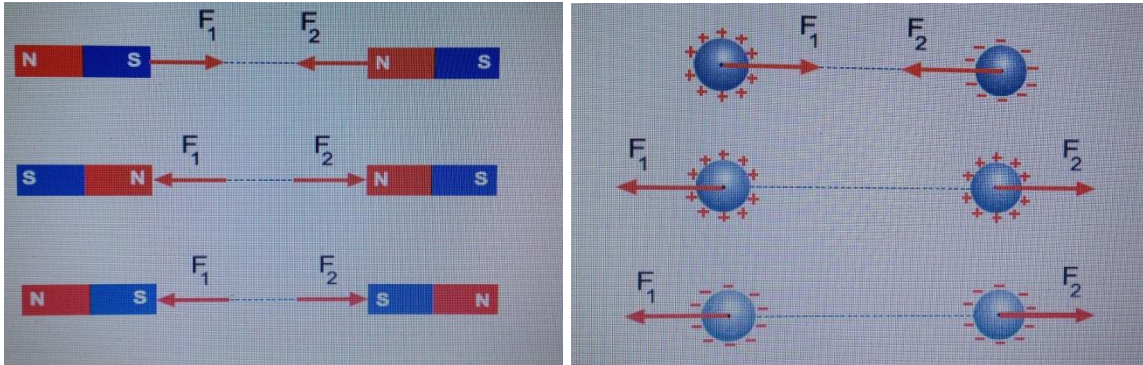 F1 F2
N S N S
F1 F2
S N N S
F1 F2
N S S N
F1 F2
+ + + + + + + + + + - - - - - - - - - -
F1 F2
+ + + + + + + + + + + + + + + + + + + +
F1 F2
- - - - - - - - - - - - - - - - - - - -